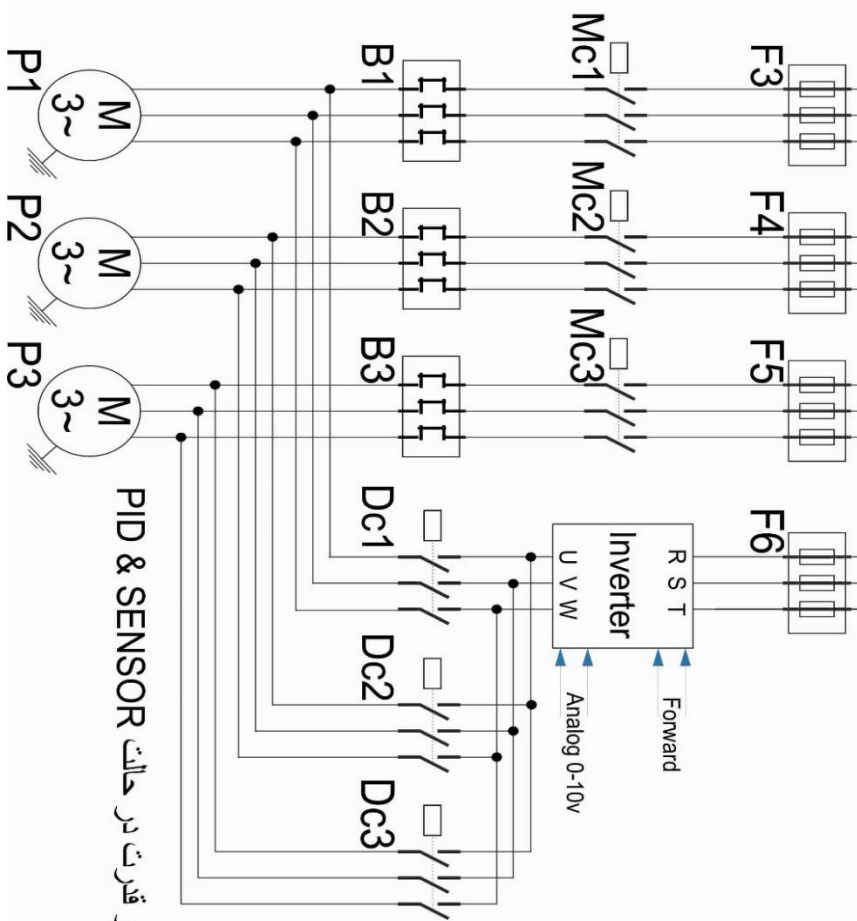 F3 F4 F5 F6
Mc1 Mc2 Mc3
R S T
Forward
Inverter
U V W
Analog 0-10v
B1 B2 B3
Dc1 Dc2 Dc3
M M M
3~ 3~ 3~
P1 P2 P3
قدرت در حالت PID & SENSOR